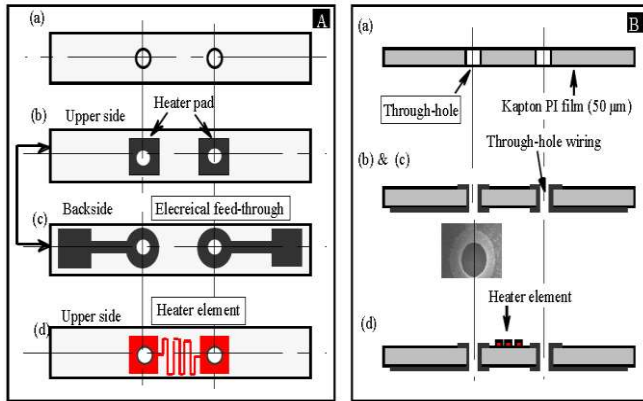 A
(a)
(b)
Upper side
Heater pad
(c)
Backside
Elecreical feed-through
Upper side
Heater element
(d)
B
(a)
Through-hole
Kapton PI film (50 μm)
Through-hole wiring
(b) & (c)
Heater element
(d)